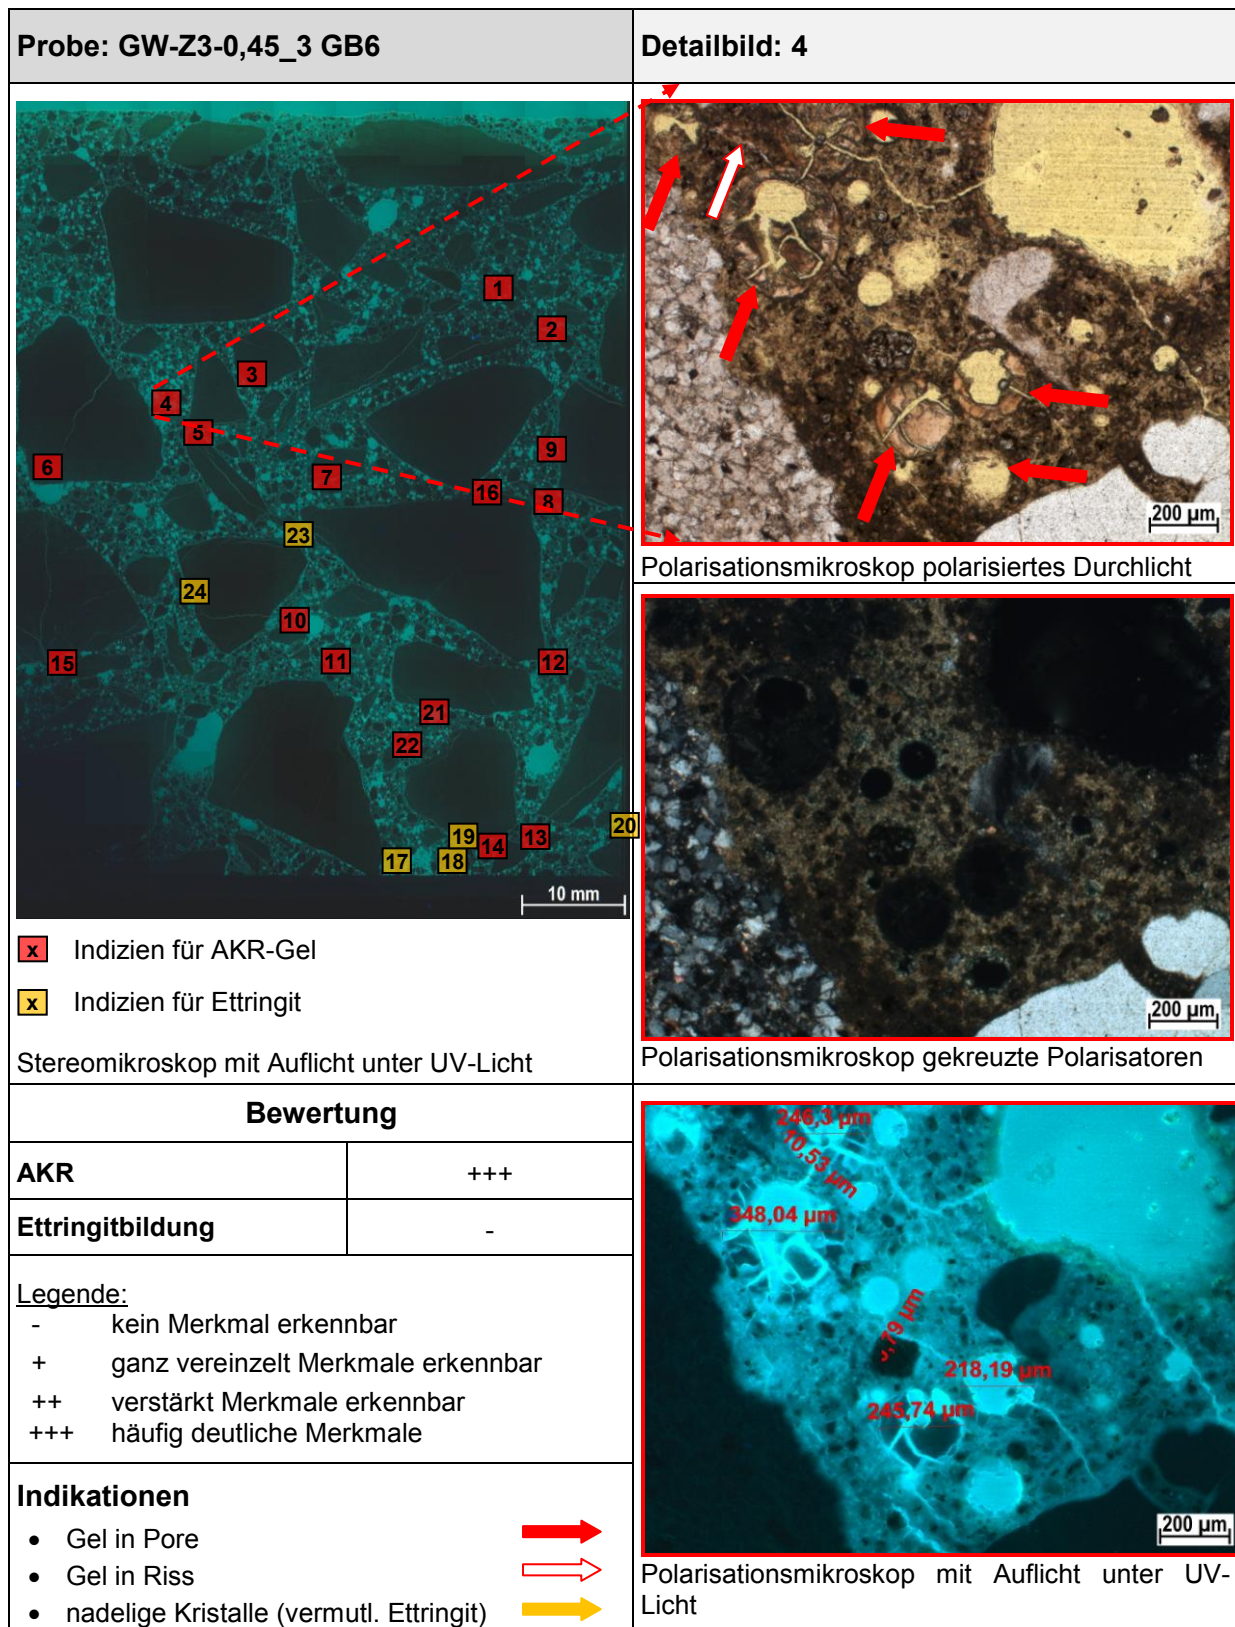 Probe: GW-Z3-0,45_3 GB6
Detailbild: 4
1
2
3
4
5
6
7
9
16
8
23
24
10
11
15
12
21
22
20
19
13
14
17
18
10 mm
x Indizien für AKR-Gel
x Indizien für Ettringit
Stereomikroskop mit Auflicht unter UV-Licht
200 µm
Polarisationsmikroskop polarisiertes Durchlicht
200 µm
Polarisationsmikroskop gekreuzte Polarisatoren
Bewertung
AKR +++
Ettringitbildung -
Legende:
- kein Merkmal erkennbar
+ ganz vereinzelt Merkmale erkennbar
++ verstärkt Merkmale erkennbar
+++ häufig deutliche Merkmale
Indikationen
• Gel in Pore
• Gel in Riss
• nadelige Kristalle (vermutl. Ettringit)
246,3 µm
10,53 µm
348,04 µm
µm
218,19 µm
245,74 µm
200 µm
Polarisationsmikroskop mit Auflicht unter UV-
Licht